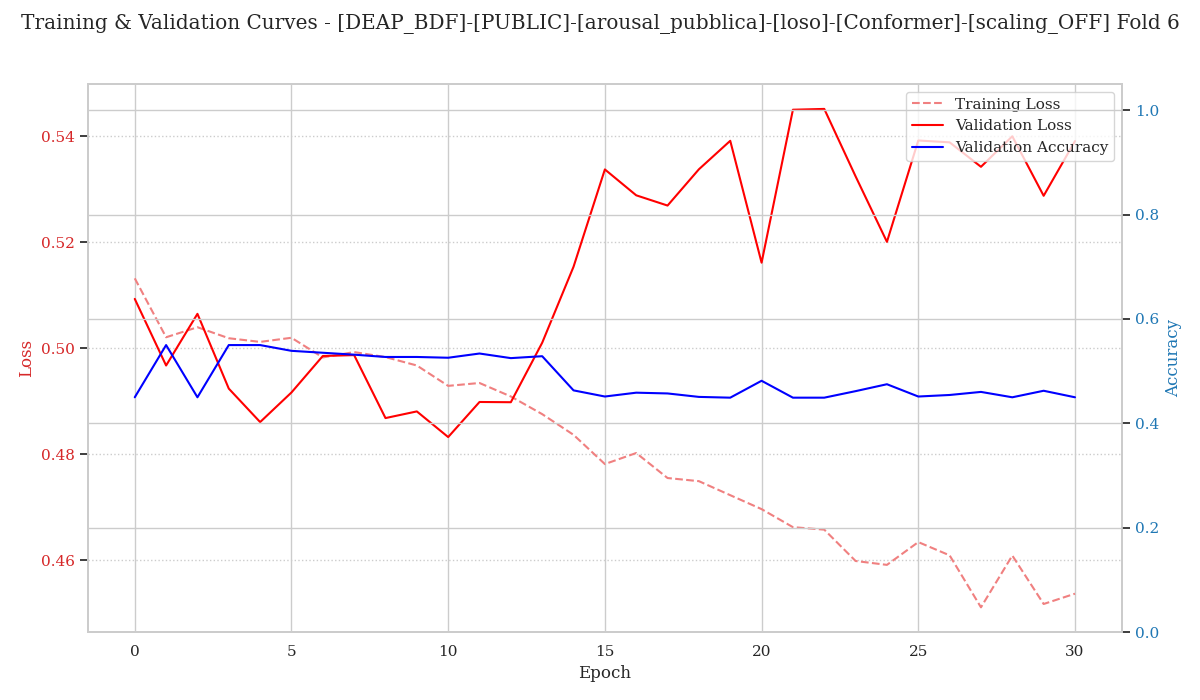 Training & Validation Curves - [DEAP_BDF]-[PUBLIC]-[arousal_pubblica]-[loso]-[Conformer]-[scaling_OFF] Fold 6
Training Loss
Validation Loss
Validation Accuracy
0.54
0.52
0.50
0.48
0.46
Loss
1.0
0.8
0.6
0.4
0.2
0.0
Accuracy
0 5 10 15 20 25 30
Epoch